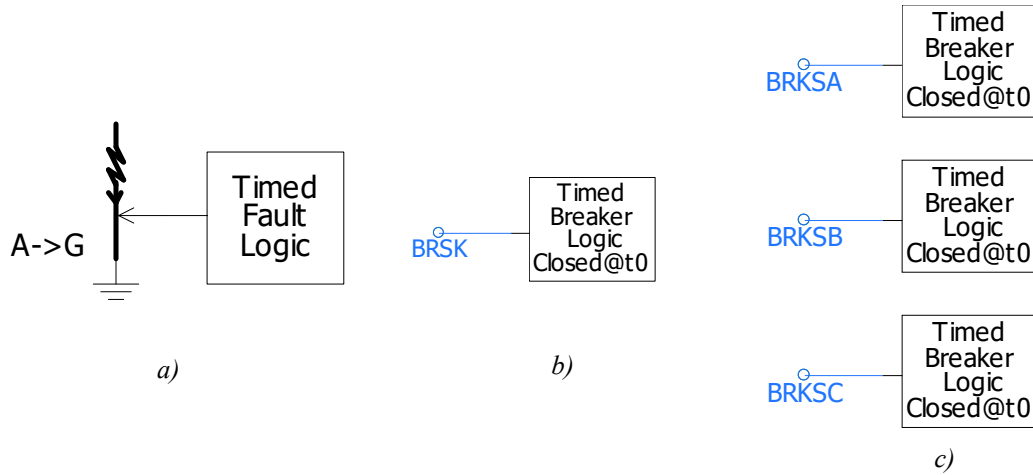 A->G
Timed
Fault
Logic
a)
BRSK
Timed
Breaker
Logic
Closed@t0
b)
BRKSA
Timed
Breaker
Logic
Closed@t0
BRKSB
Timed
Breaker
Logic
Closed@t0
BRKSC
Timed
Breaker
Logic
Closed@t0
c)